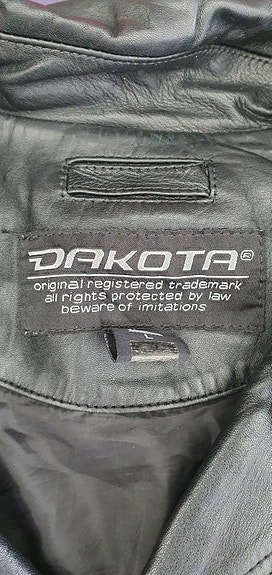 DAKOTA®
original registered trademark
all rights protected by law
beware of imitations